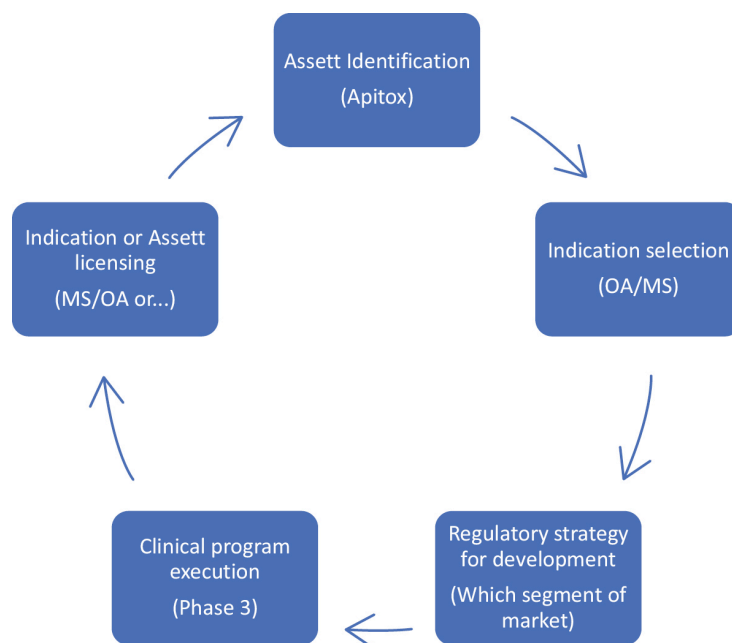 Assett Identification
(Apitox)
Indication selection
(OA/MS)
Regulatory strategy
for development
(Which segment of
market)
Clinical program
execution
(Phase 3)
Indication or Assett
licensing
(MS/OA or...)